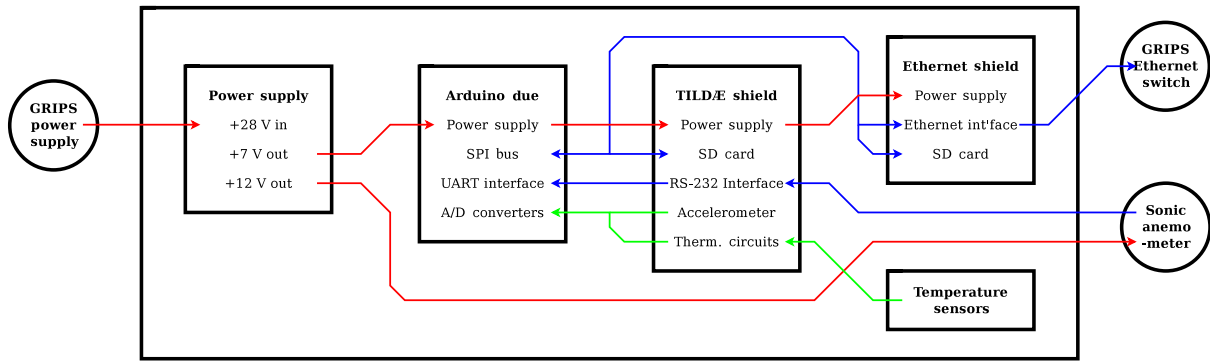 GRIPS
power
supply
Power supply
+28 V in
+7 V out
+12 V out
Arduino due
Power supply
SPI bus
UART interface
A/D converters
TILDÆ shield
Power supply
SD card
RS-232 Interface
Accelerometer
Therm. circuits
Ethernet shield
Power supply
Ethernet int'face
SD card
Temperature
sensors
GRIPS
Ethernet
switch
Sonic
anemo
-meter